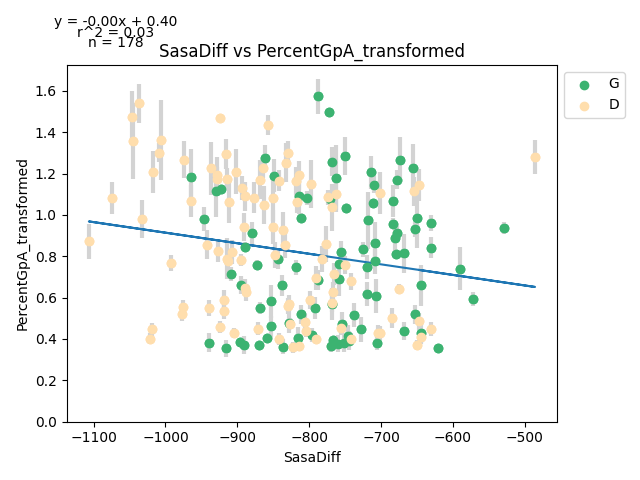 y = -0.00x + 0.40
r^2 = 0.03
n = 178
SasaDiff vs PercentGpA_transformed
G
D
PercentGpA_transformed
1.6
1.4
1.2
1.0
0.8
0.6
0.4
0.2
0.0
−1100 −1000 −900 −800 −700 −600 −500
SasaDiff